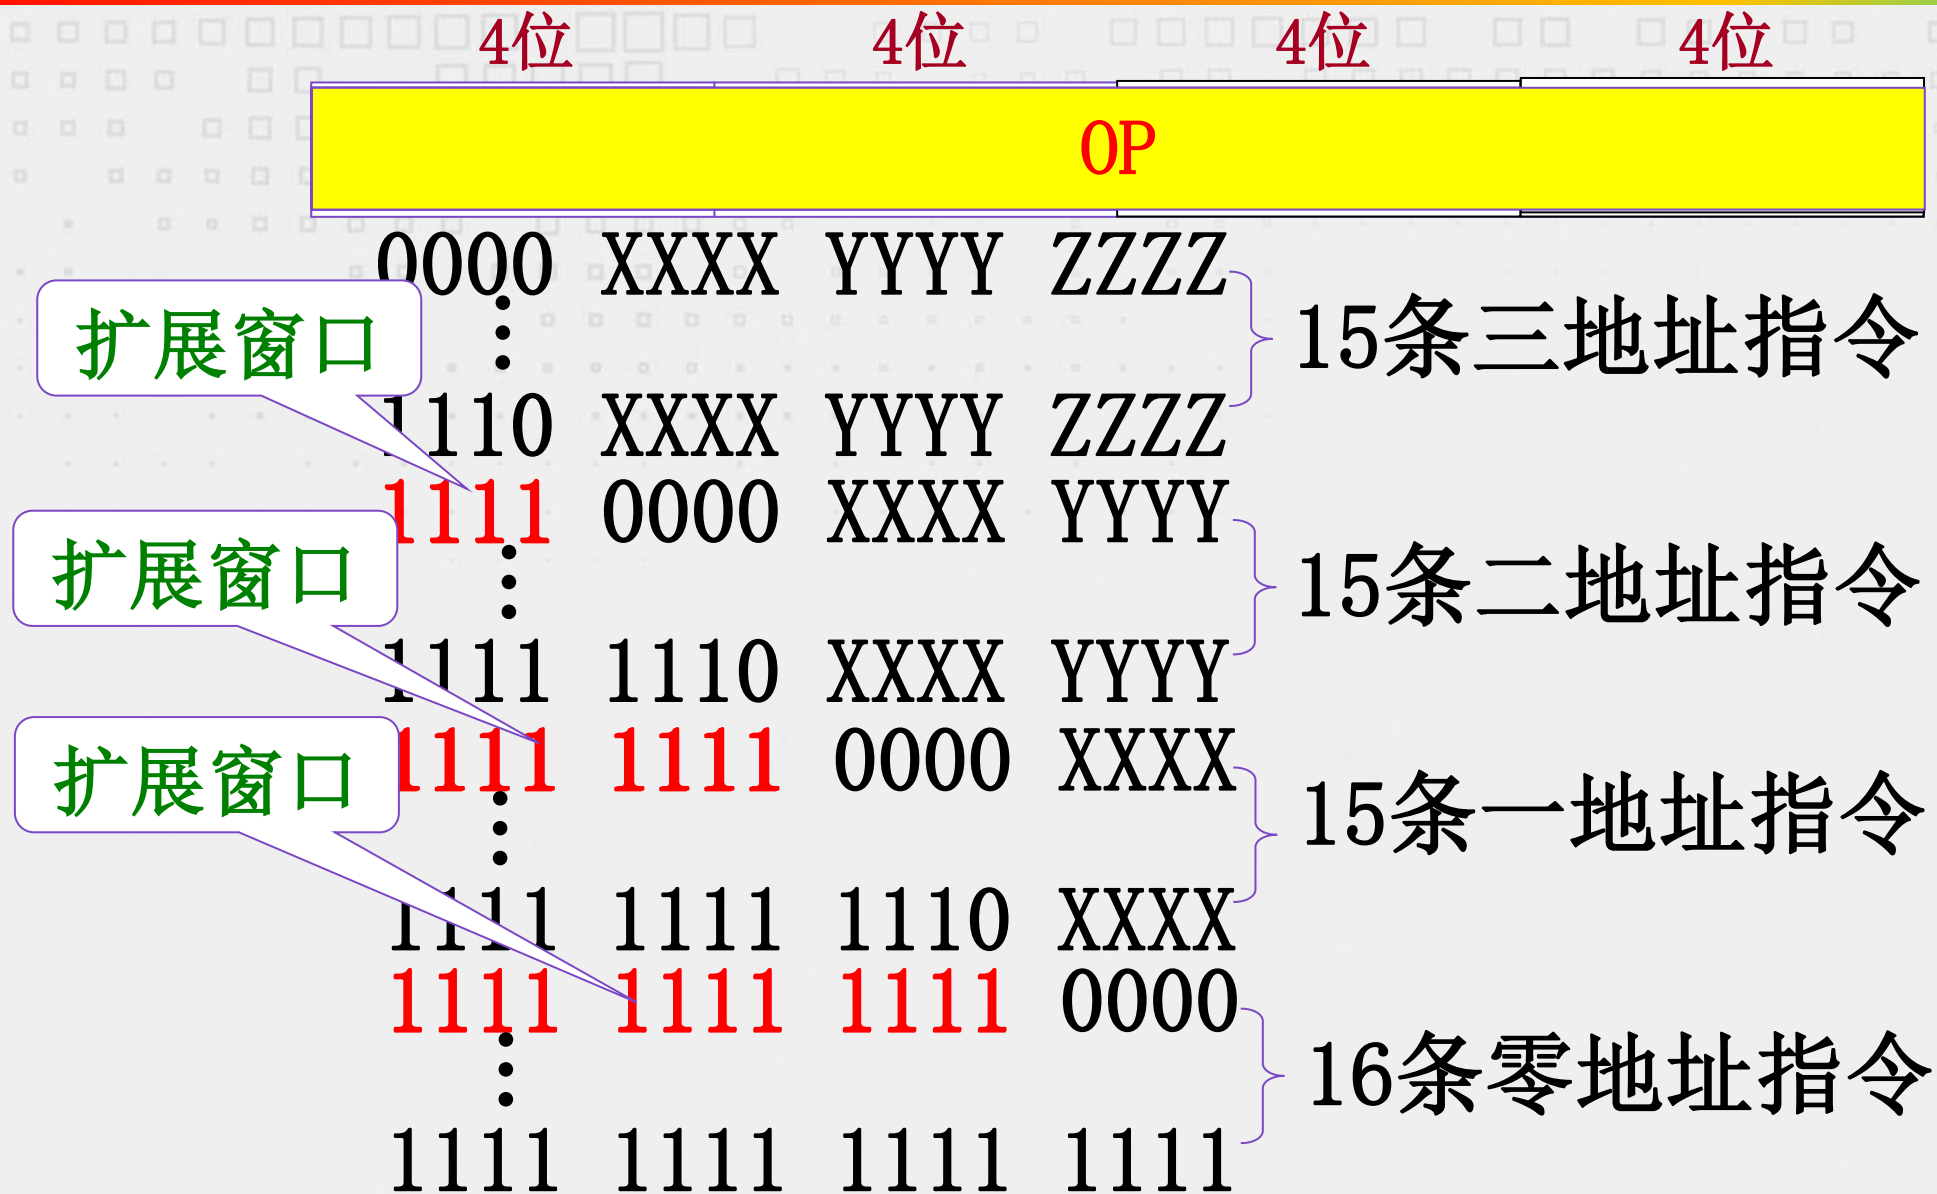 4位 4位 4位 4位
OP
0000 XXXX YYYY ZZZZ
扩展窗口
15条三地址指令
1110 XXXX YYYY ZZZZ
1111 0000 XXXX YYYY
扩展窗口
15条二地址指令
1111 1110 XXXX YYYY
1111 1111 0000 XXXX
扩展窗口
15条一地址指令
1111 1111 1110 XXXX
1111 1111 1111 0000
16条零地址指令
1111 1111 1111 1111